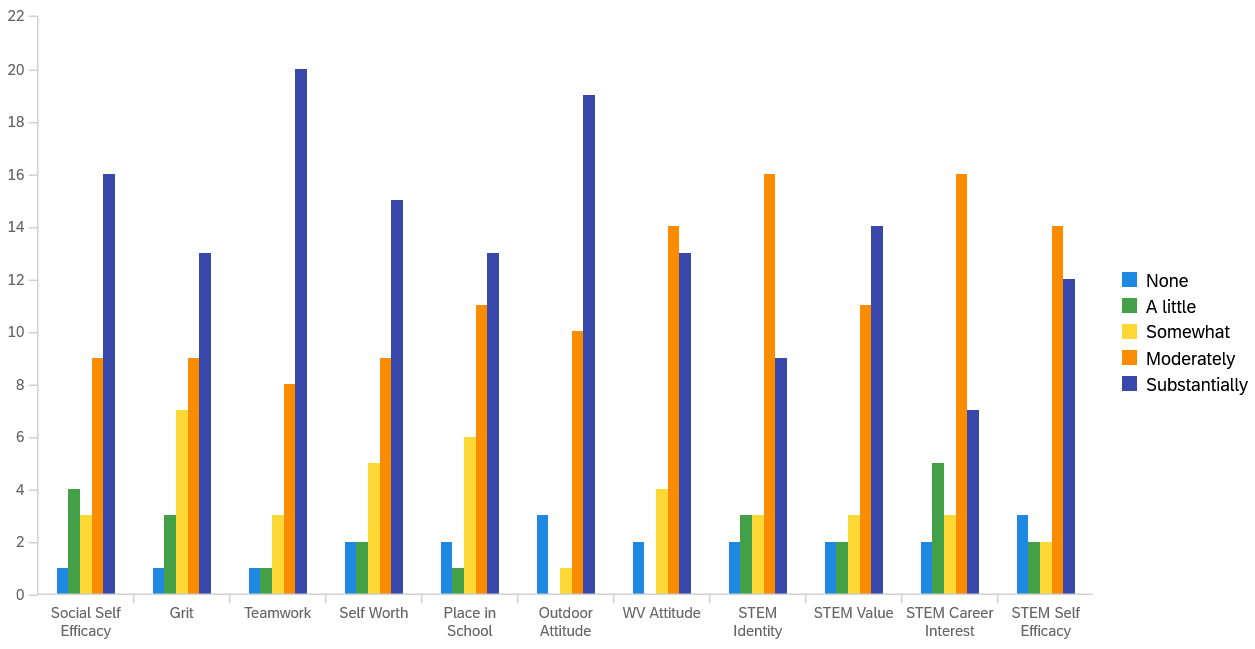 22
20
18
16
14
12
10
8
6
4
2
0
Social Self
Efficacy
Grit
Teamwork
Self Worth
Place in
School
Outdoor
Attitude
WV Attitude
STEM
Identity
STEM Value
STEM Career
Interest
STEM Self
Efficacy
None
A little
Somewhat
Moderately
Substantially